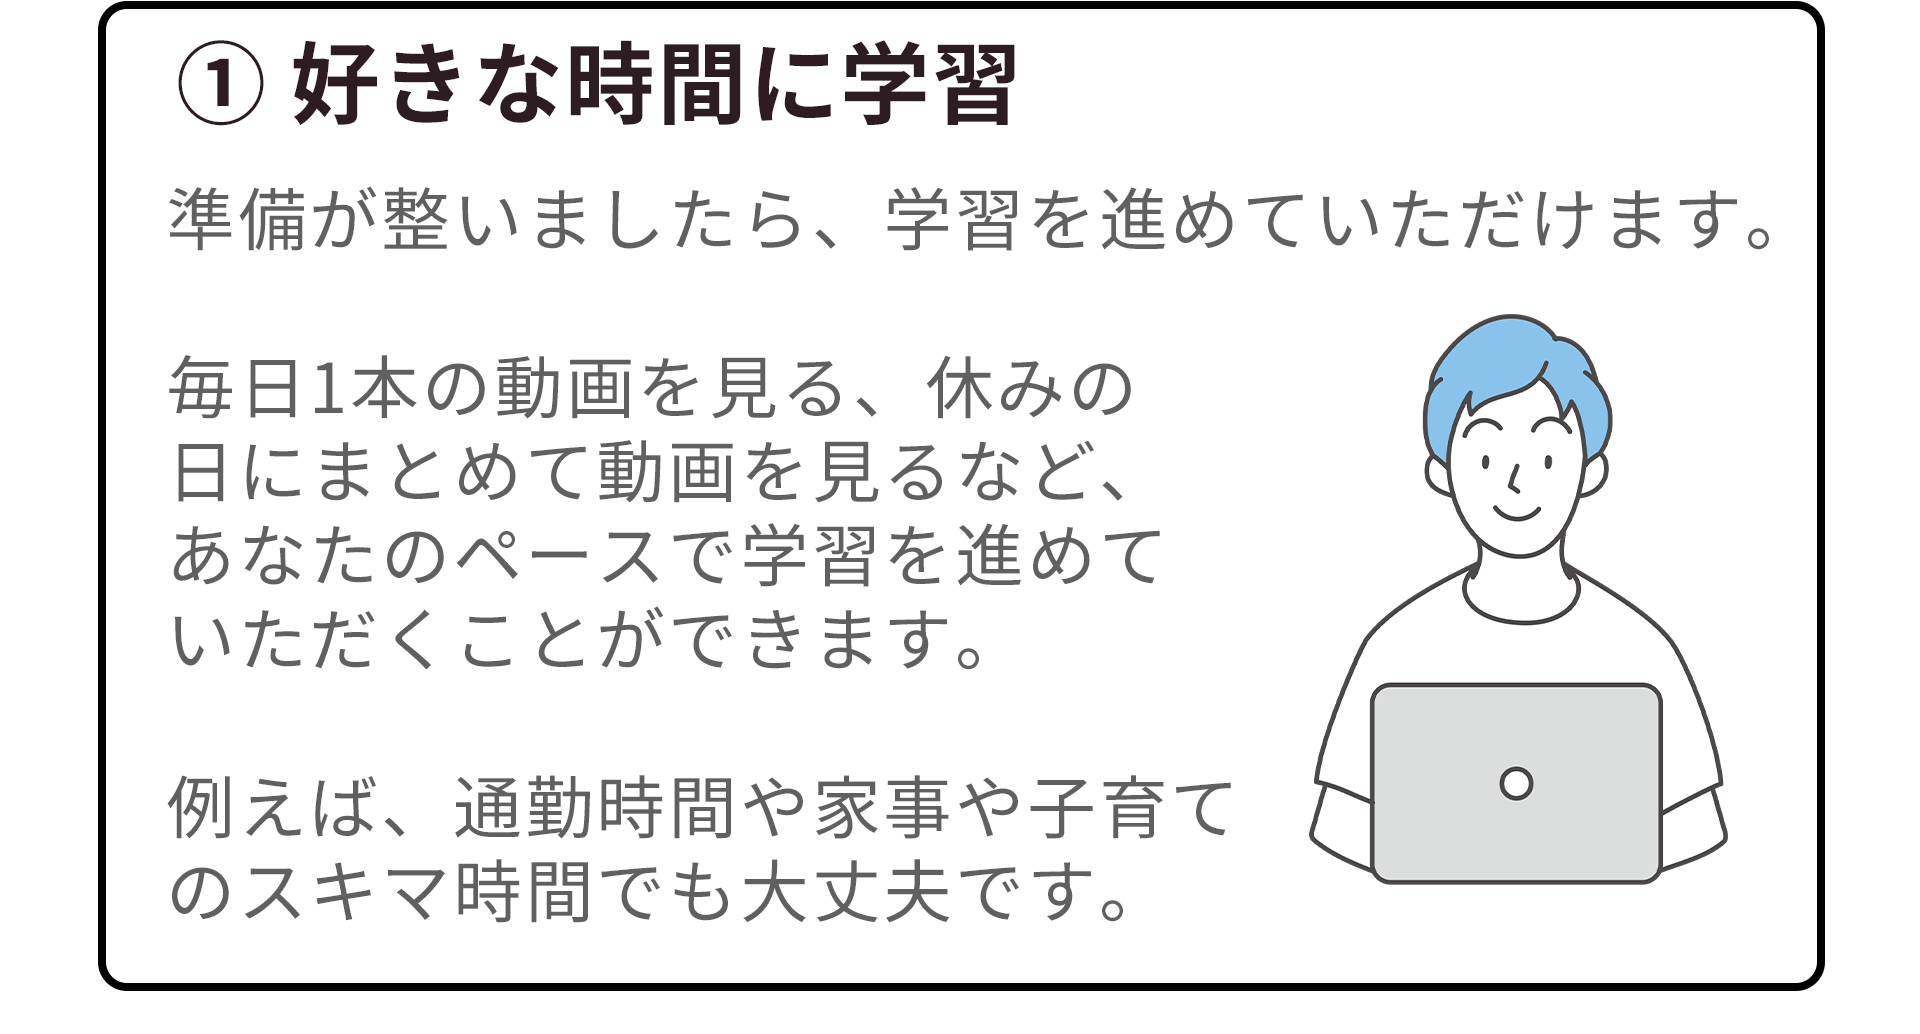 ① 好きな時間に学習
準備が整いましたら、学習を進めていただけます。
毎日1本の動画を見る、休みの
日にまとめて動画を見るなど、
あなたのペースで学習を進めて
いただくことができます。
例えば、通勤時間や家事や子育て
のスキマ時間でも大丈夫です。